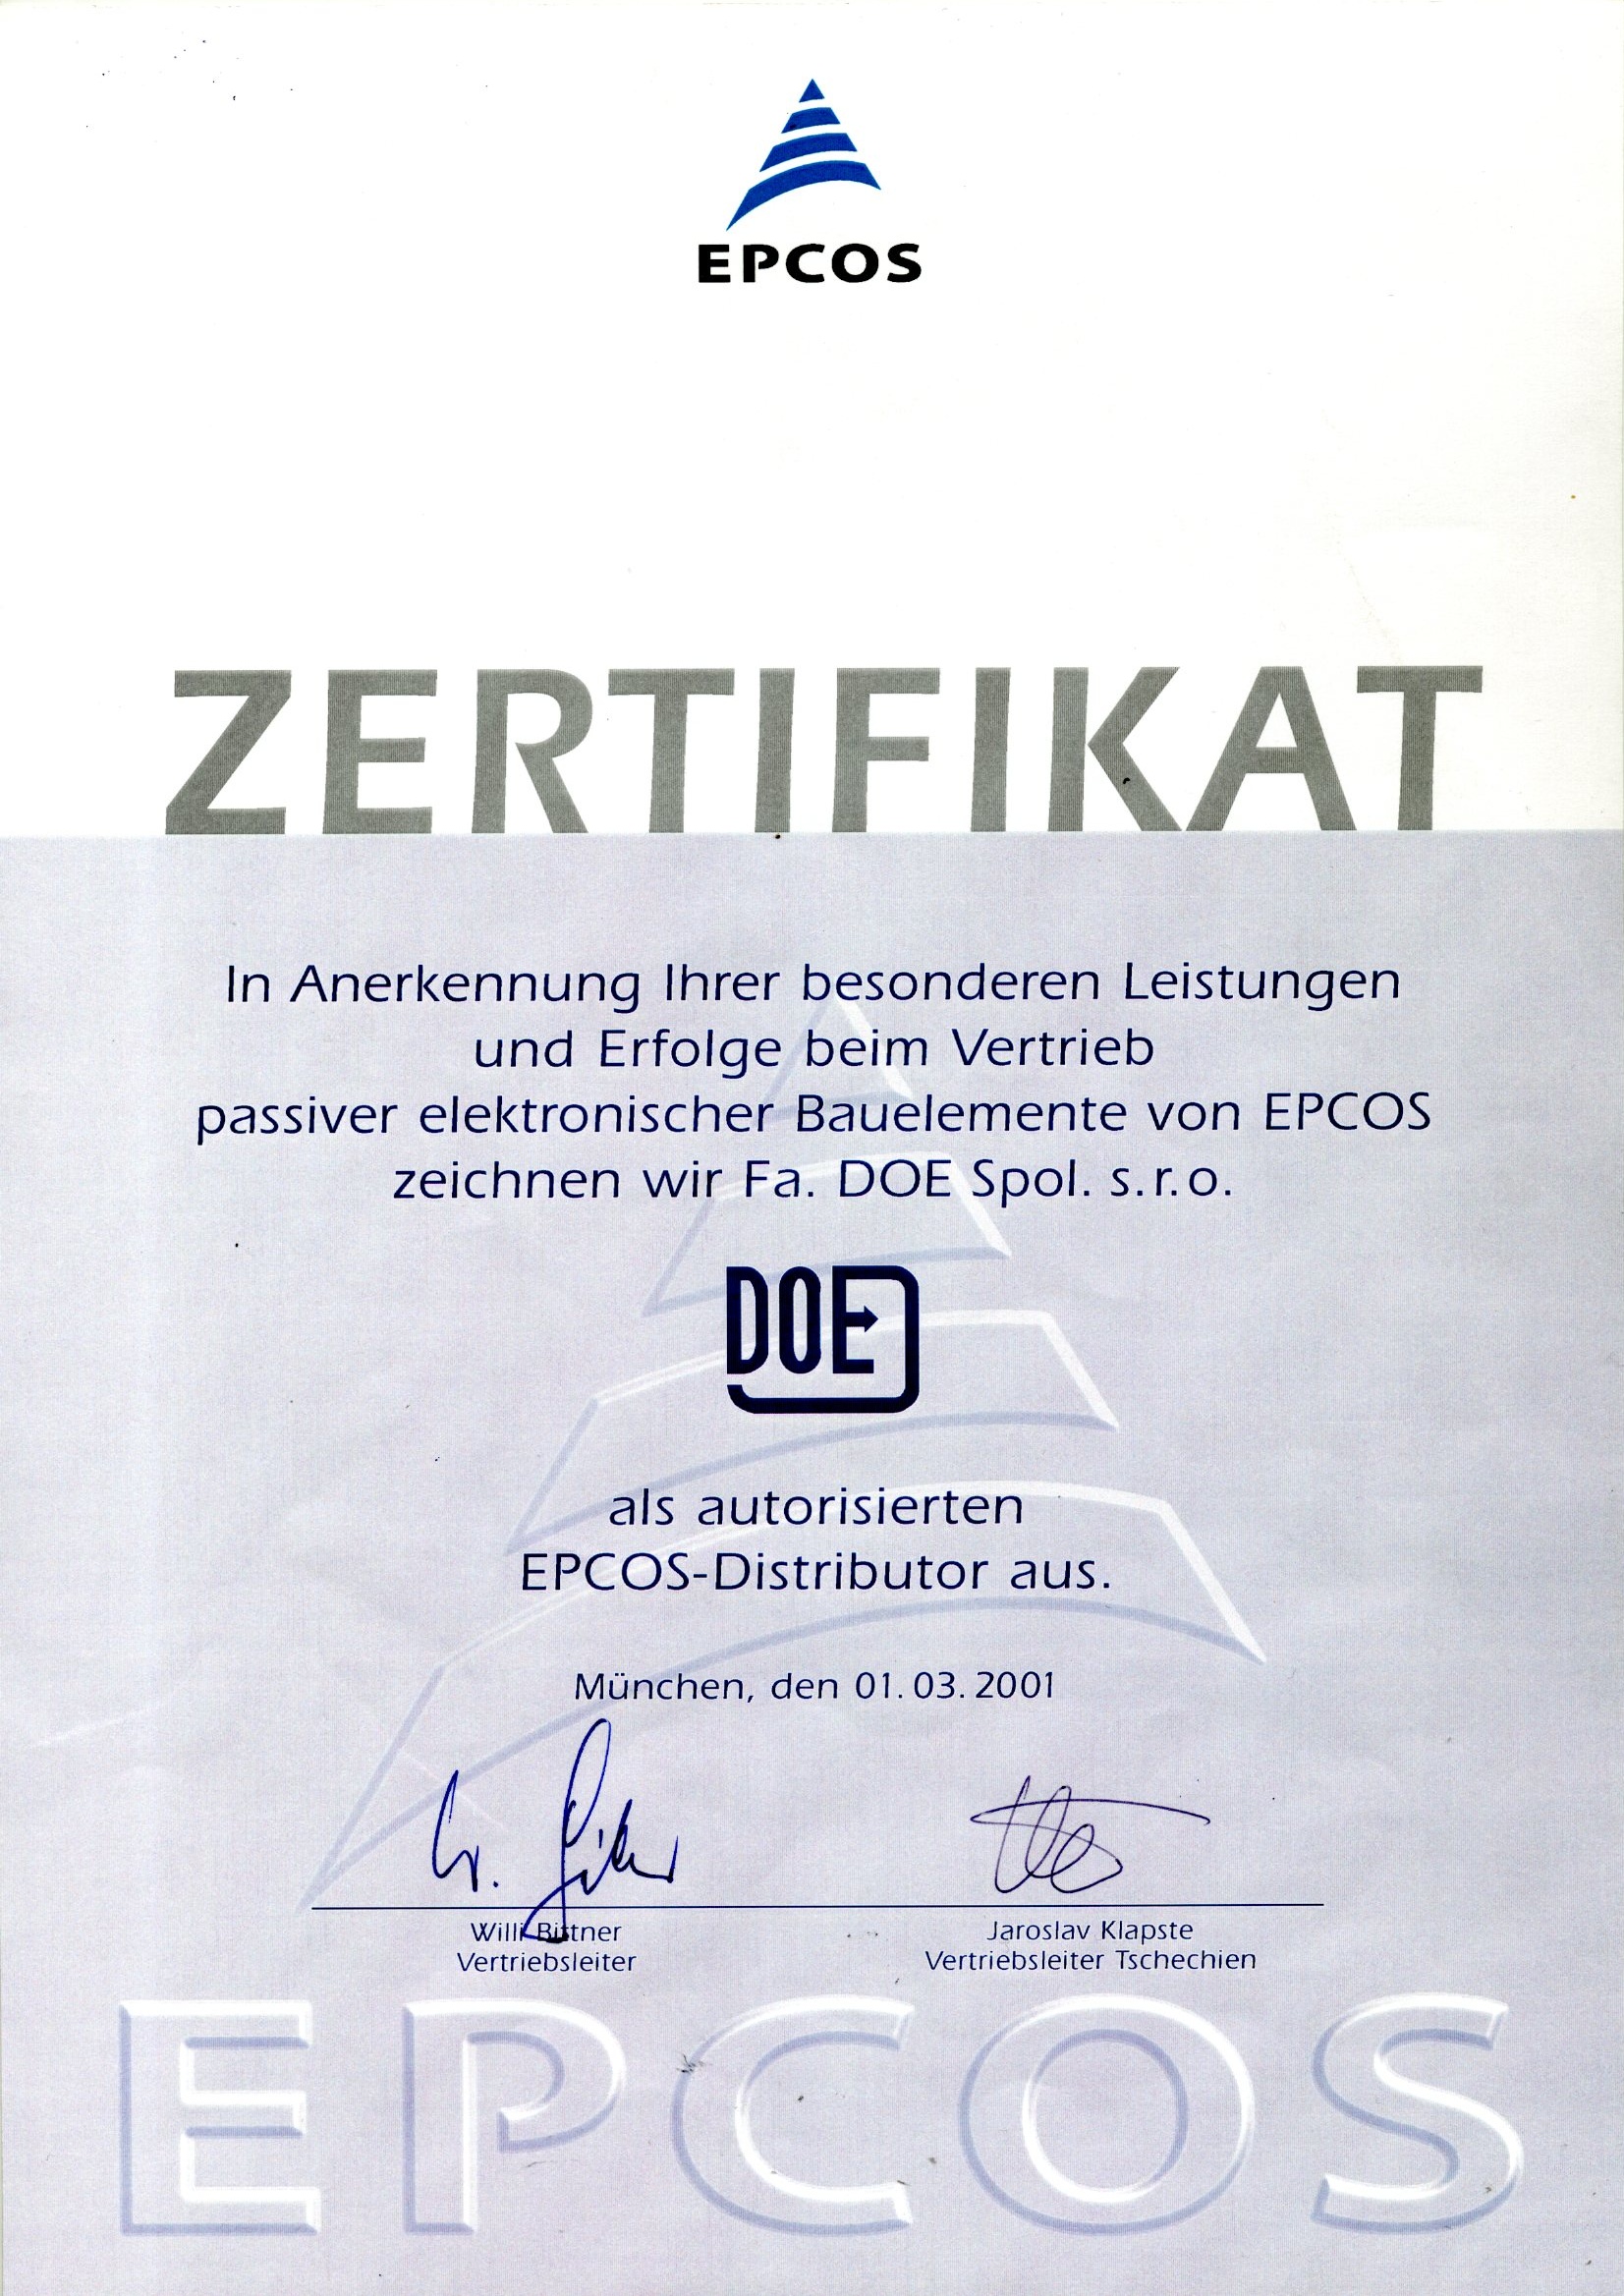 EPCOS
ZERTIFIKAT
In Anerkennung Ihrer besonderen Leistungen
und Erfolge beim Vertrieb
passiver elektronischer Bauelemente von EPCOS
zeichnen wir Fa. DOE Spol. s.r.o.
DOE
als autorisierten
EPCOS-Distributor aus.
München, den 01.03.2001
Willi Bittner
Vertriebsleiter
Jaroslav Klapste
Vertriebsleiter Tschechien
EPCOS